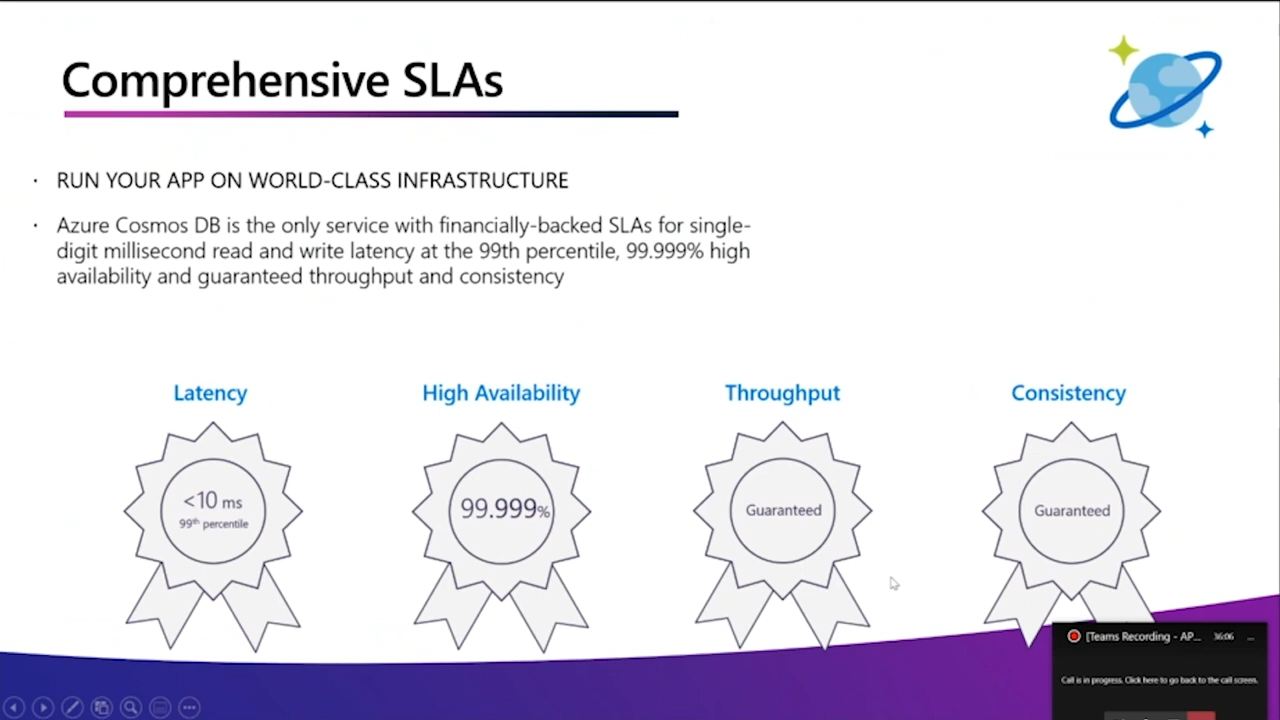 Comprehensive SLAs
· RUN YOUR APP ON WORLD-CLASS INFRASTRUCTURE
· Azure Cosmos DB is the only service with financially-backed SLAs for single-
digit millisecond read and write latency at the 99th percentile, 99.999% high
availability and guaranteed throughput and consistency
Latency
High Availability
Throughput
Consistency
<10 ms
99th percentile
99.999%
Guaranteed
Guaranteed
[Teams Recording - AP... 36:06 ...
Call is in progress. Click here to go back to the call screen.